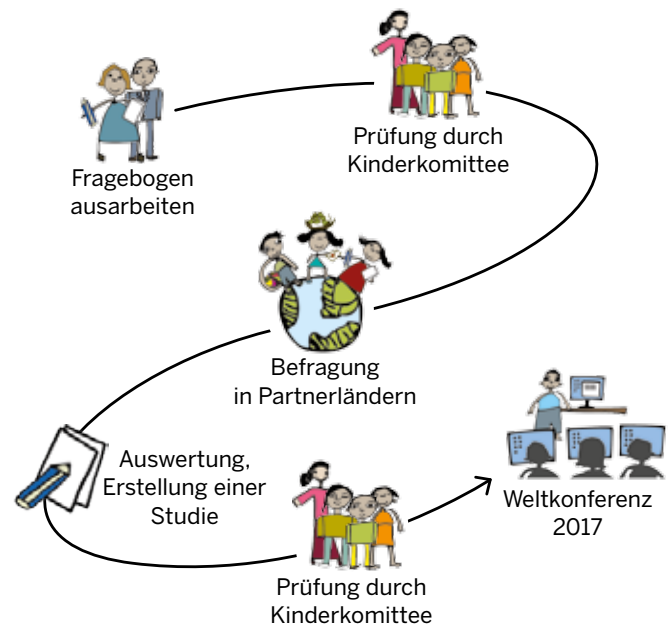 Fragebogen
ausarbeiten
Prüfung durch
Kinderkomittee
Befragung
in Partnerländern
Auswertung,
Erstellung einer
Studie
Prüfung durch
Kinderkomittee
Weltkonferenz
2017